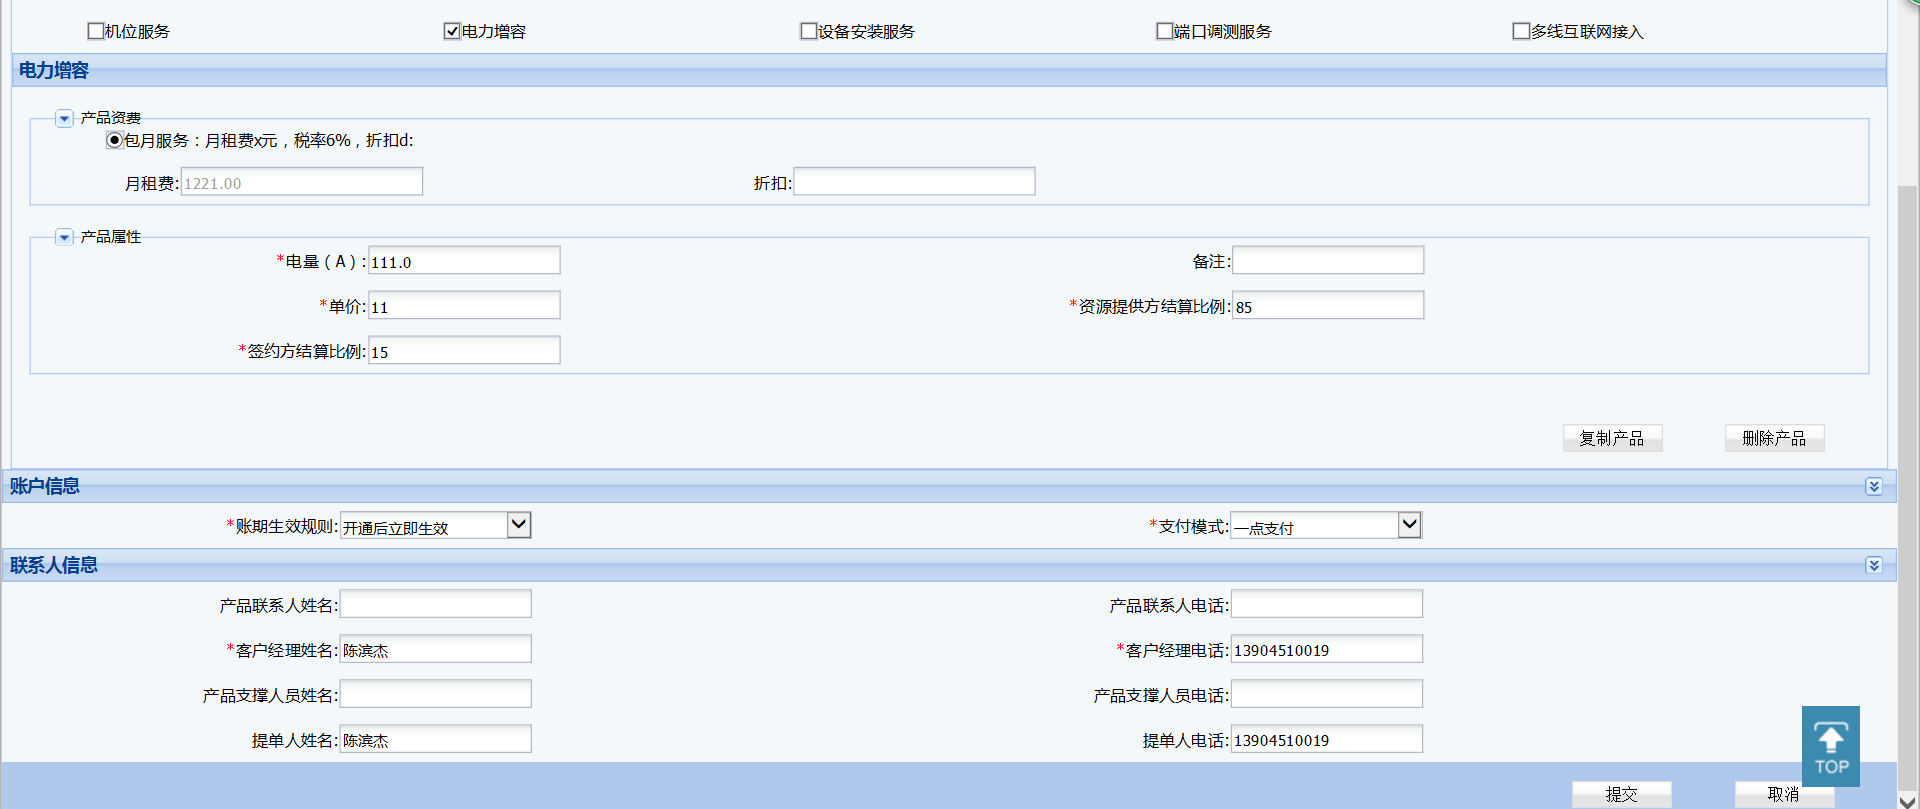 机位服务 电力增容 设备安装服务 端口调测服务 多线互联网接入
电力增容
产品资费
包月服务：月租费x元，税率6%，折扣d:
月租费: 1221.00 折扣:
产品属性
*电量（A）: 111.0 备注:
*单价: 11 *资源提供方结算比例: 85
*签约方结算比例: 15
复制产品 删除产品
账户信息
*账期生效规则: 开通后立即生效 *支付模式: 一点支付
联系人信息
产品联系人姓名: 产品联系人电话:
*客户经理姓名: 陈滨杰 *客户经理电话: 13904510019
产品支撑人员姓名: 产品支撑人员电话:
提单人姓名: 陈滨杰 提单人电话: 13904510019
TOP
提交 取消